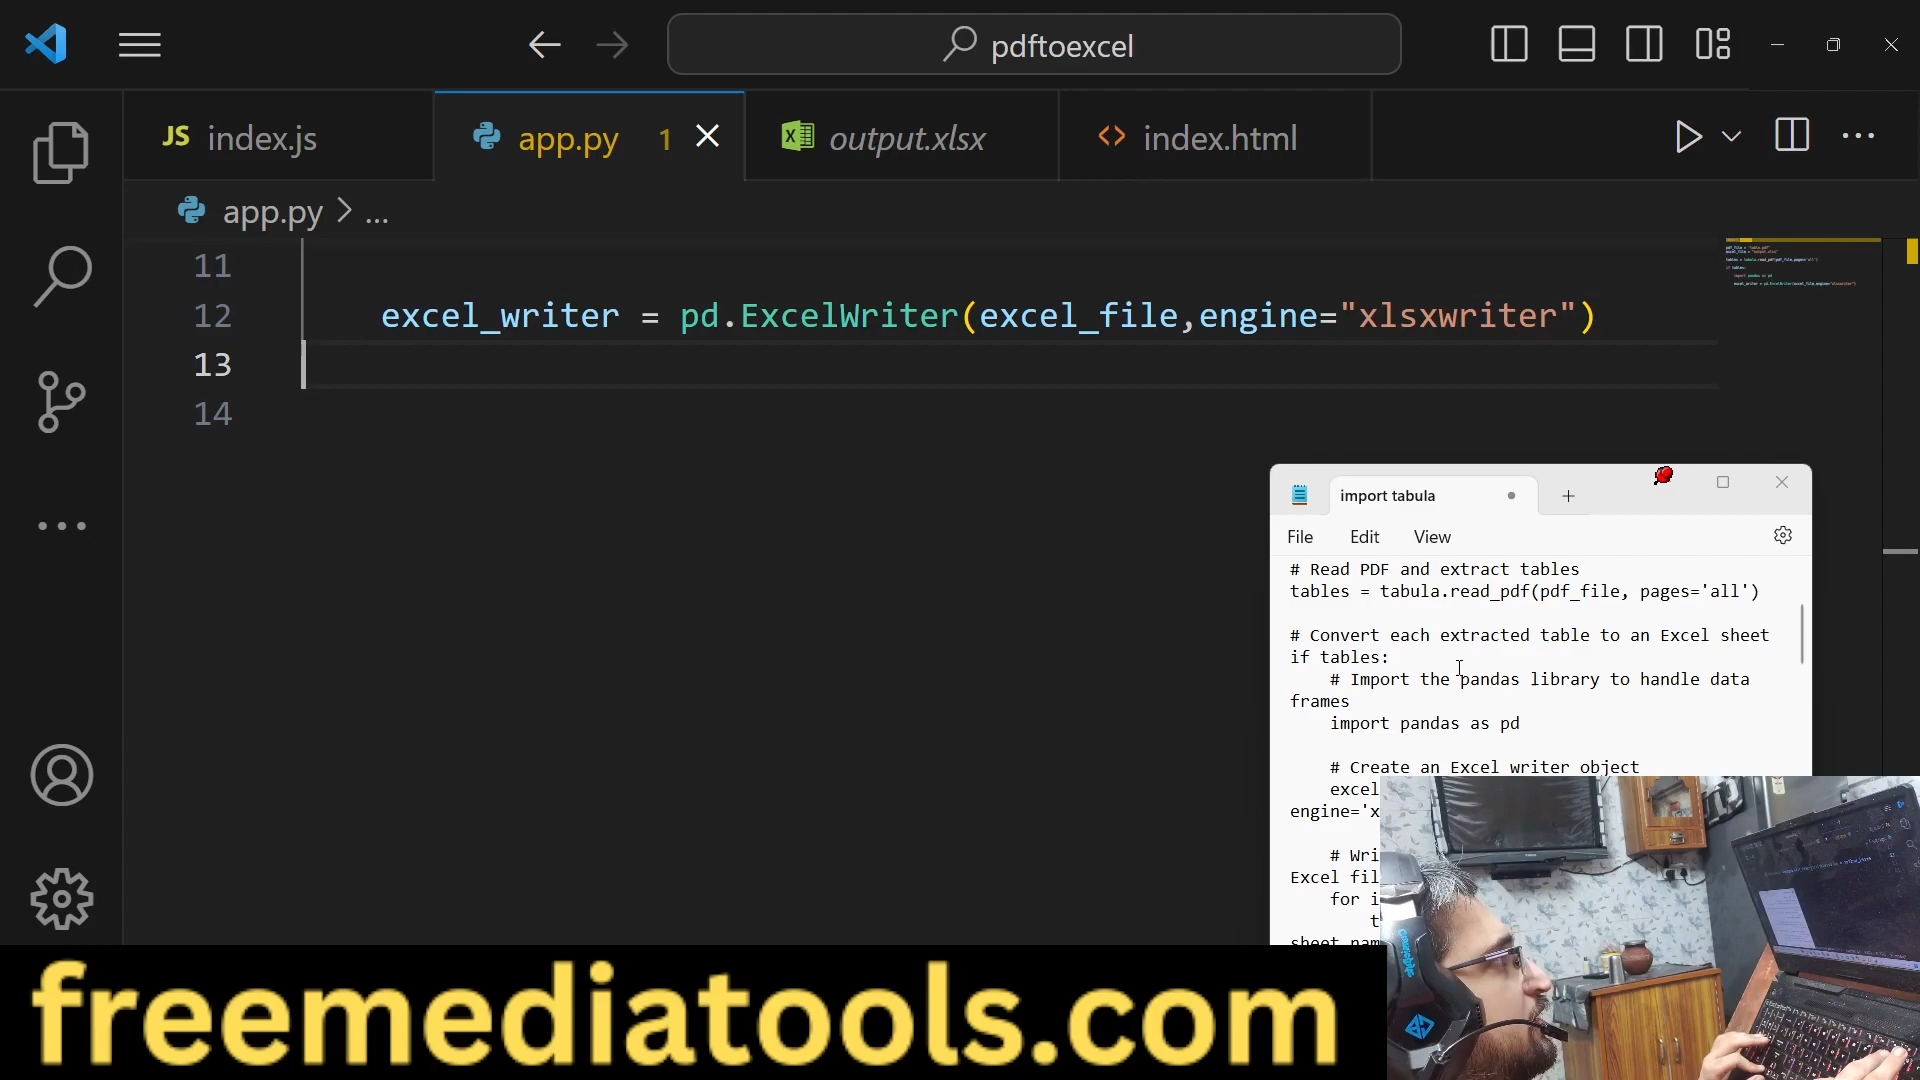 pdftoexcel
JS index.js
app.py 1
output.xlsx
<> index.html
app.py > ...
11
12 excel_writer = pd.ExcelWriter(excel_file,engine="xlsxwriter")
13
14
import tabula
File Edit View
# Read PDF and extract tables
tables = tabula.read_pdf(pdf_file, pages='all')
# Convert each extracted table to an Excel sheet
if tables:
# Import the pandas library to handle data
frames
import pandas as pd
# Create an Excel writer object
excel
engine='x
# Wri
Excel fil
for i
t
sheet nam
freemediatools.com